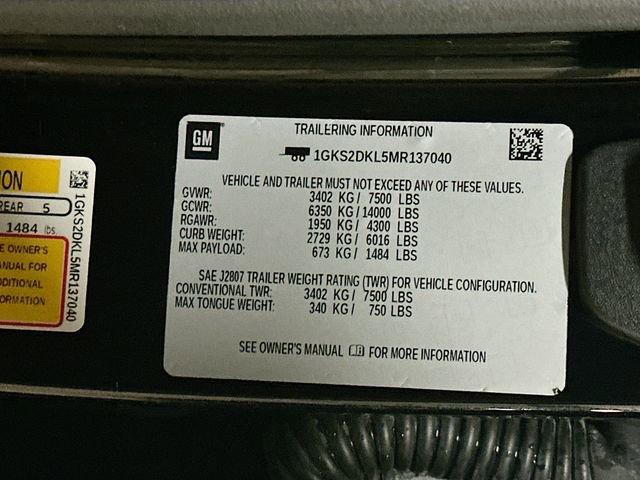 GM
TRAILERING INFORMATION
1GKS2DKL5MR137040
VEHICLE AND TRAILER MUST NOT EXCEED ANY OF THESE VALUES.
GVWR: 3402 KG / 7500 LBS
GCWR: 6350 KG / 14000 LBS
RGAWR: 1950 KG / 4300 LBS
CURB WEIGHT: 2729 KG / 6016 LBS
MAX PAYLOAD: 673 KG / 1484 LBS
SAE J2807 TRAILER WEIGHT RATING (TWR) FOR VEHICLE CONFIGURATION.
CONVENTIONAL TWR: 3402 KG / 7500 LBS
MAX TONGUE WEIGHT: 340 KG / 750 LBS
SEE OWNER'S MANUAL FOR MORE INFORMATION
ION
REAR 5
1484 lbs.
E OWNER'S
ANUAL FOR
DDITIONAL
FORMATION
1GKS2DKL5MR137040